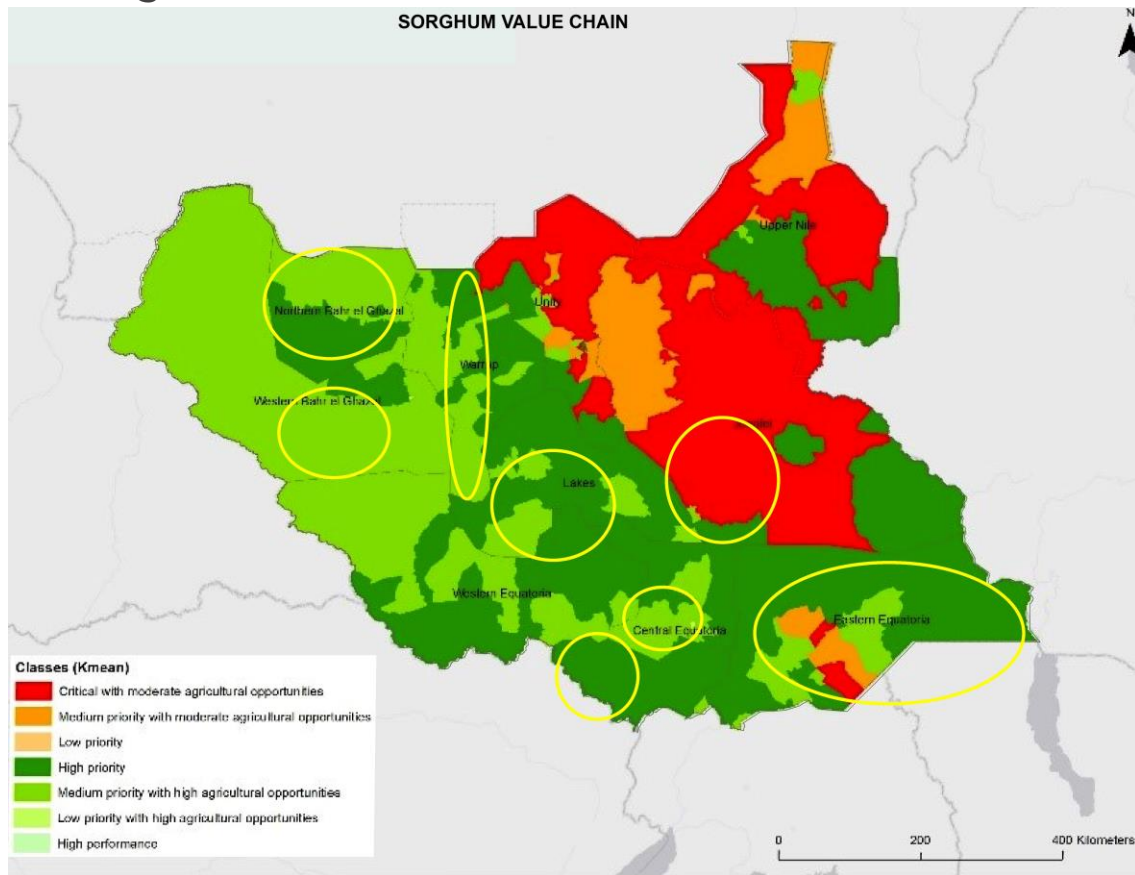 SORGHUM VALUE CHAIN
N
Upper Nile
Unity
Northern Bahr el Ghazal
Warrap
Western Bahr el Ghazal
Lakes
Western Equatoria
Central Equatoria
Eastern Equatoria
Classes (Kmean)
Critical with moderate agricultural opportunities
Medium priority with moderate agricultural opportunities
Low priority
High priority
Medium priority with high agricultural opportunities
Low priority with high agricultural opportunities
High performance
0 200 400 Kilometers